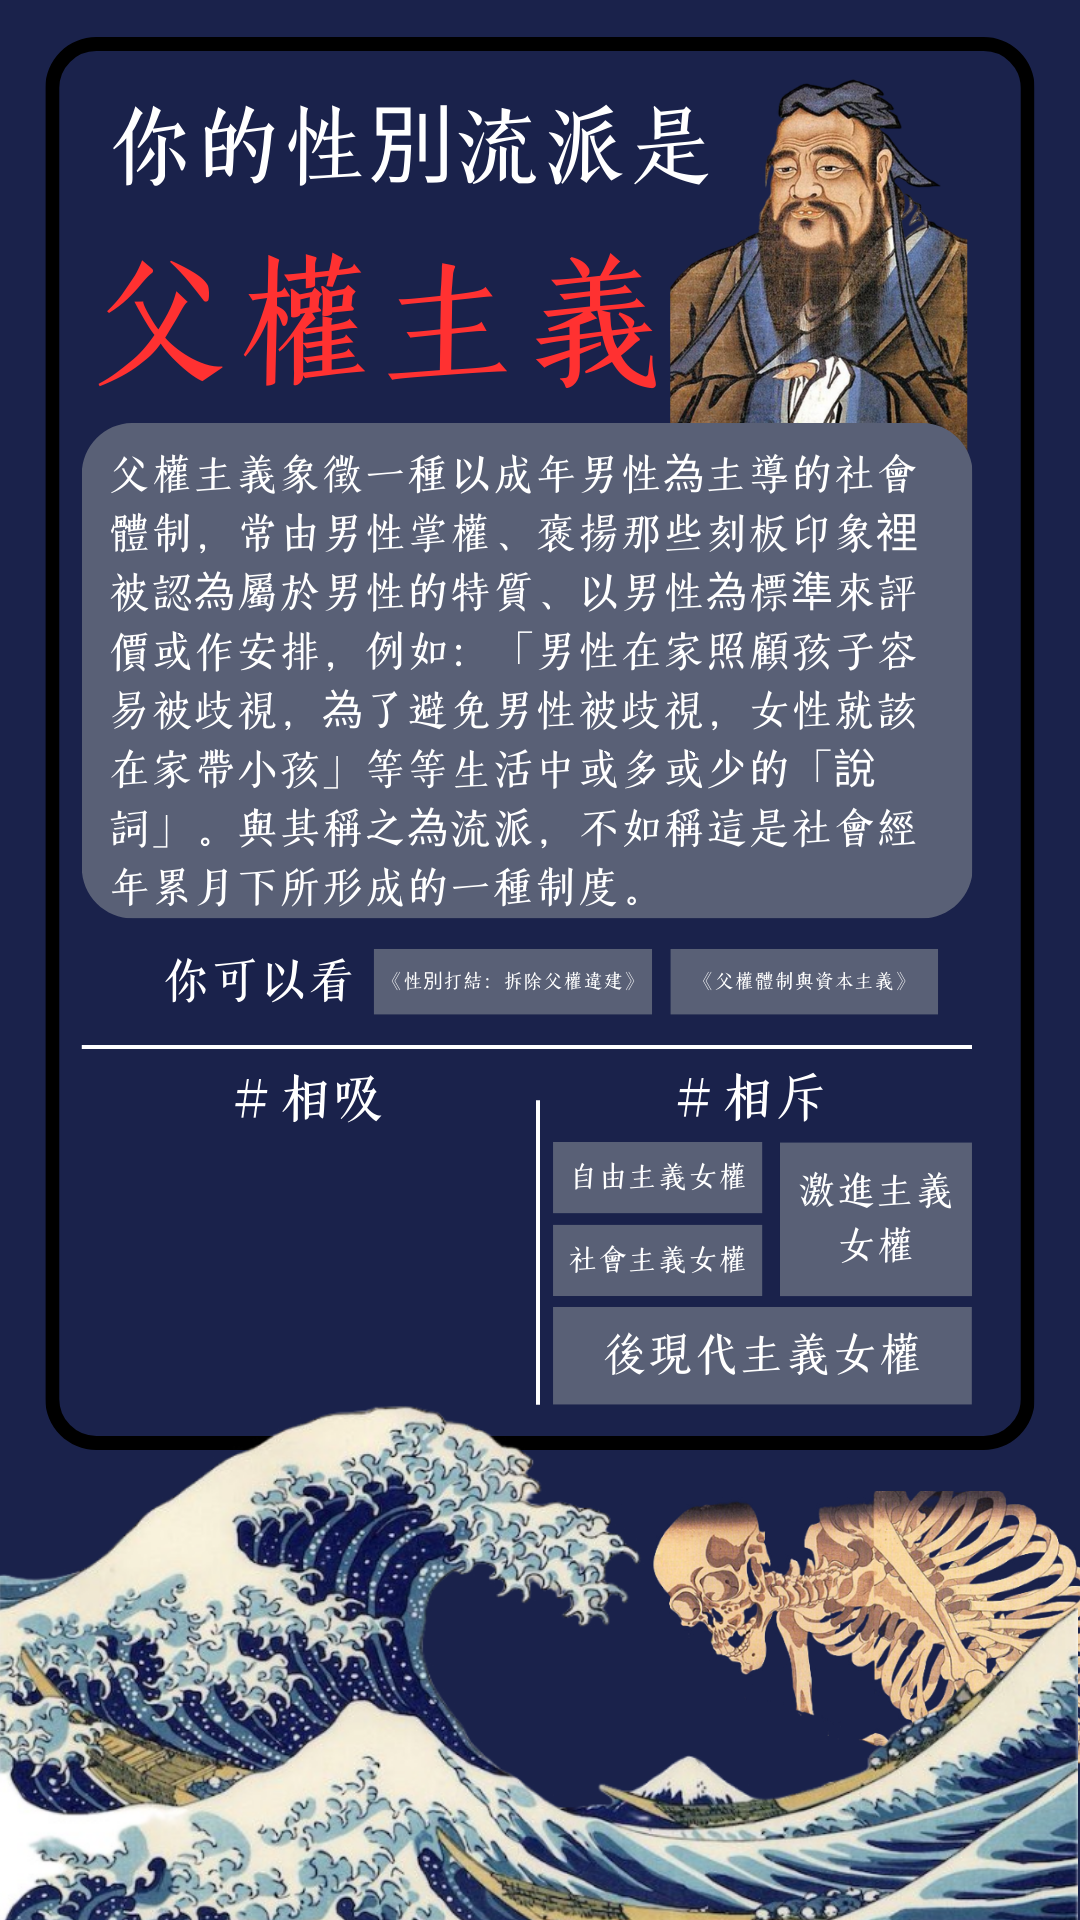 你的性別流派是
父權主義
父權主義象徵一種以成年男性為主導的社會
體制，常由男性掌權、褒揚那些刻板印象裡
被認為屬於男性的特質、以男性為標準來評
價或作安排，例如：「男性在家照顧孩子容
易被歧視，為了避免男性被歧視，女性就該
在家帶小孩」等等生活中或多或少的「說
詞」。與其稱之為流派，不如稱這是社會經
年累月下所形成的一種制度。
你可以看
《性別打結：拆除父權違建》
《父權體制與資本主義》
＃相吸
＃相斥
自由主義女權
激進主義
女權
社會主義女權
後現代主義女權